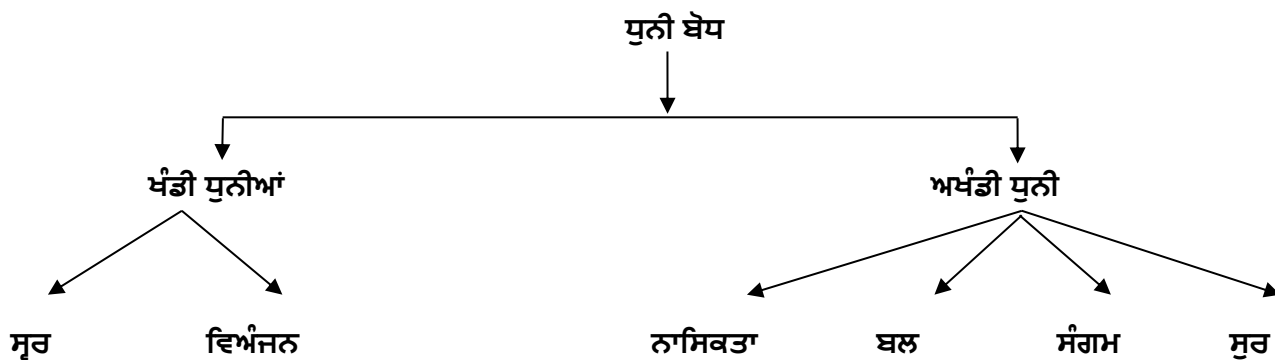 ਧੁਨੀ ਬੋਧ
ਖੰਡੀ ਧੁਨੀਆਂ ਅਖੰਡੀ ਧੁਨੀ
ਸ੍ਵਰ ਵਿਅੰਜਨ ਨਾਸਿਕਤਾ ਬਲ ਸੰਗਮ ਸੁਰ